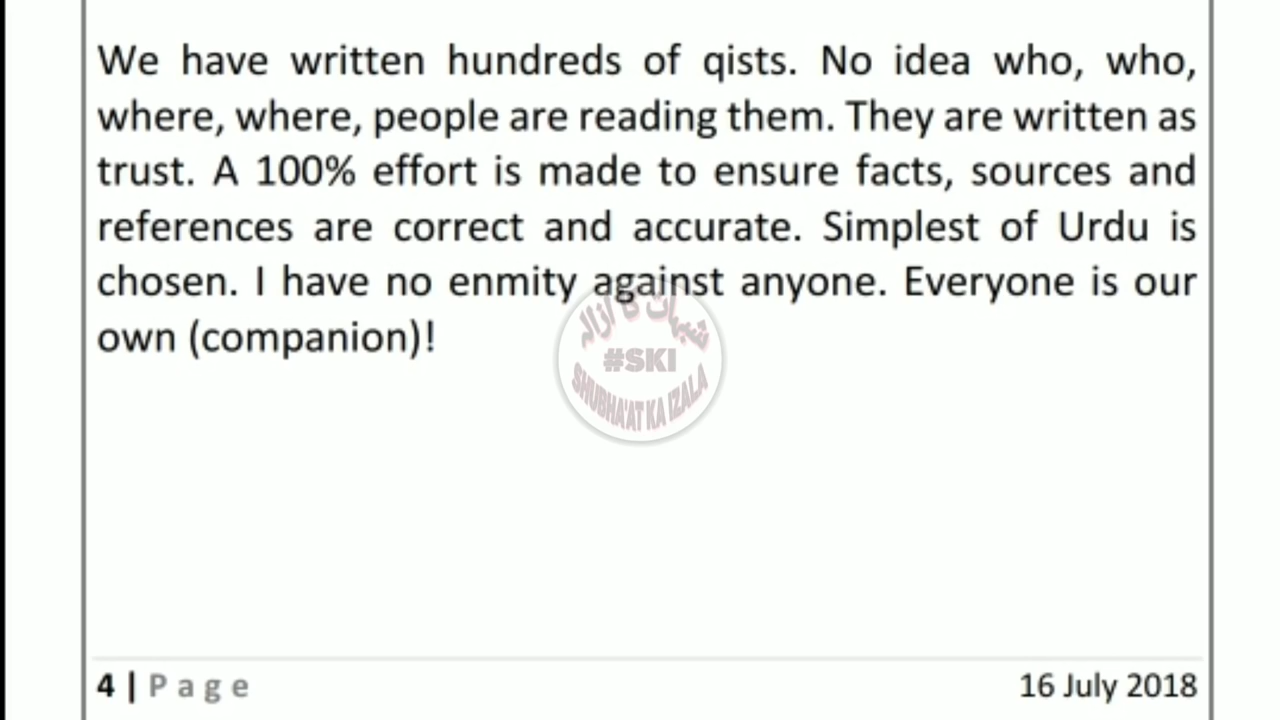 We have written hundreds of qists. No idea who, who,
where, where, people are reading them. They are written as
trust. A 100% effort is made to ensure facts, sources and
references are correct and accurate. Simplest of Urdu is
chosen. I have no enmity against anyone. Everyone is our
own (companion)!
شبہات کا ازالہ
#SKI
SHUBHA'AT KA IZALA
4 | Page
16 July 2018